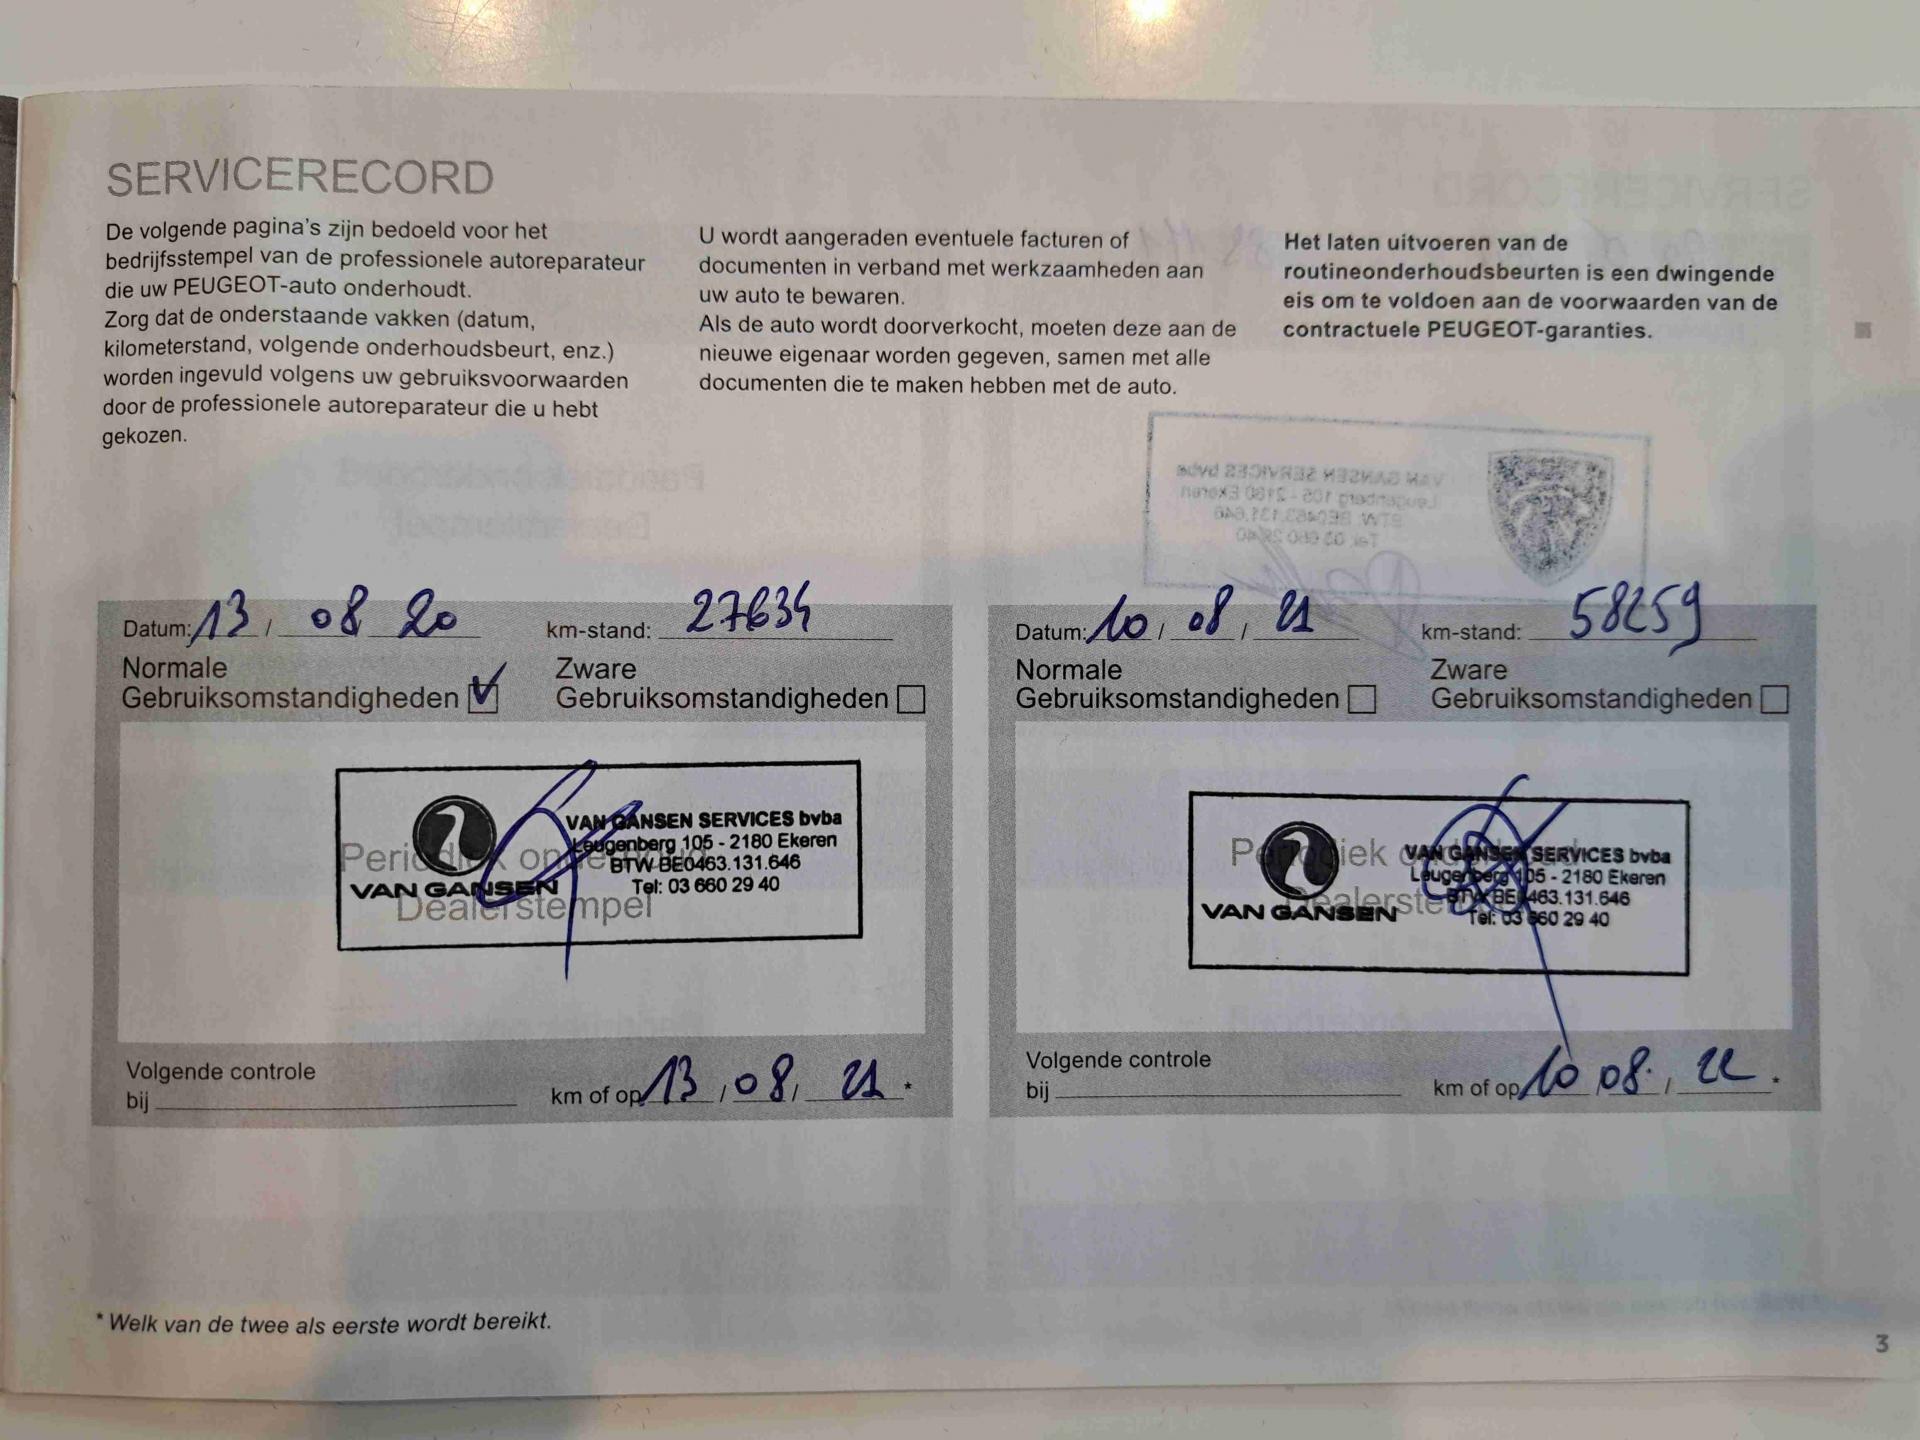 SERVICERECORD
De volgende pagina's zijn bedoeld voor het
bedrijfsstempel van de professionele autoreparateur
die uw PEUGEOT-auto onderhoudt.
Zorg dat de onderstaande vakken (datum,
kilometerstand, volgende onderhoudsbeurt, enz.)
worden ingevuld volgens uw gebruiksvoorwaarden
door de professionele autoreparateur die u hebt
gekozen.
U wordt aangeraden eventuele facturen of
documenten in verband met werkzaamheden aan
uw auto te bewaren.
Als de auto wordt doorverkocht, moeten deze aan de
nieuwe eigenaar worden gegeven, samen met alle
documenten die te maken hebben met de auto.
Het laten uitvoeren van de
routineonderhoudsbeurten is een dwingende
eis om te voldoen aan de voorwaarden van de
contractuele PEUGEOT-garanties.
Datum: 13 / 08 20 km-stand: 27634
Normale Zware
Gebruiksomstandigheden Gebruiksomstandigheden
Periodiek onderhoud
Dealerstempel
VAN GANSEN
VAN GANSEN SERVICES bvba
Leugenberg 105 - 2180 Ekeren
BTW BE0463.131.646
Tel: 03 660 29 40
Volgende controle
bij km of op 13 / 08 / 21 *
Datum: 10 / 08 / 21 km-stand: 58259
Normale Zware
Gebruiksomstandigheden Gebruiksomstandigheden
Periodiek onderhoud
Dealerstempel
VAN GANSEN
VAN GANSEN SERVICES bvba
Leugenberg 105 - 2180 Ekeren
BTW BE0463.131.646
Tel: 03 660 29 40
Volgende controle
bij km of op 10 / 08 / 22 *
* Welk van de twee als eerste wordt bereikt.
3